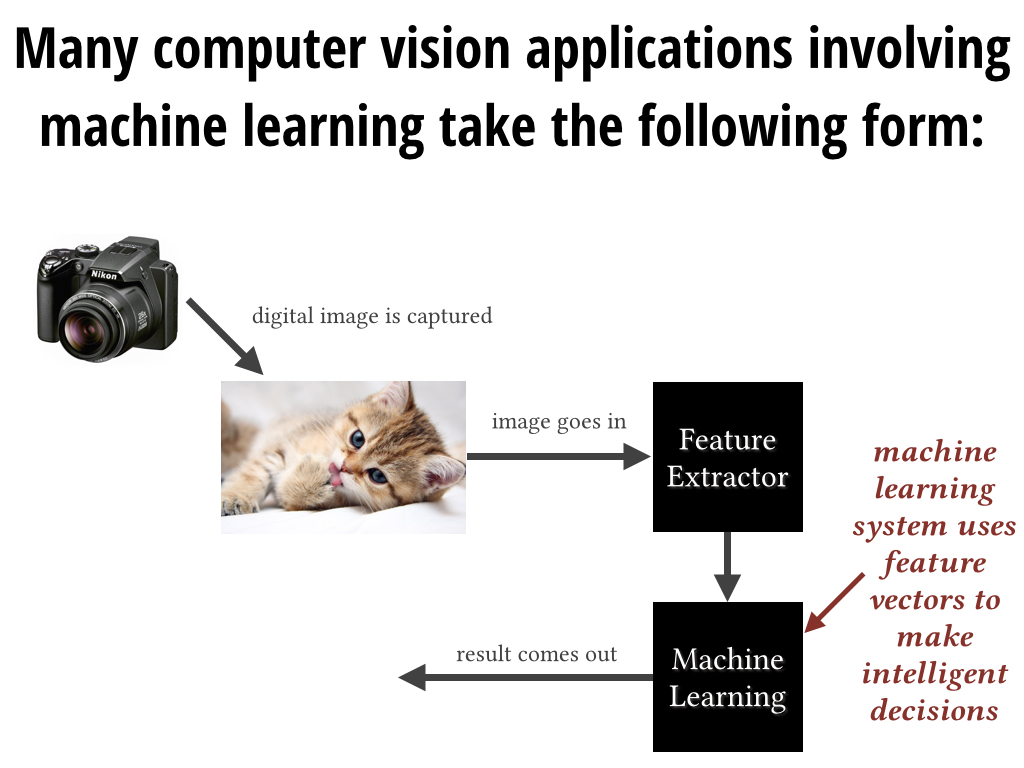 Many computer vision applications involving
machine learning take the following form:
Nikon
digital image is captured
image goes in
Feature
Extractor
machine
learning
system uses
feature
vectors to
make
intelligent
decisions
result comes out
Machine
Learning